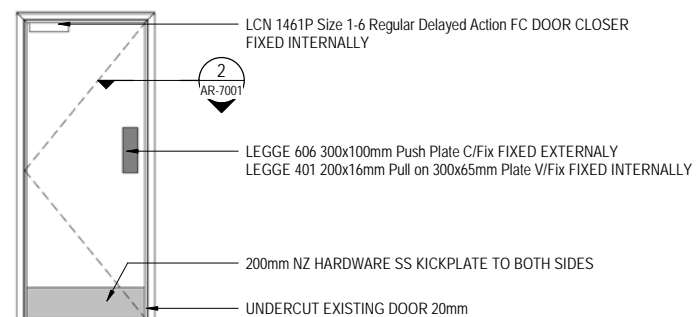 LCN 1461P Size 1-6 Regular Delayed Action FC DOOR CLOSER
FIXED INTERNALLY
2
AR-7001
LEGGE 606 300x100mm Push Plate C/Fix FIXED EXTERNALY
LEGGE 401 200x16mm Pull on 300x65mm Plate V/Fix FIXED INTERNALLY
200mm NZ HARDWARE SS KICKPLATE TO BOTH SIDES
UNDERCUT EXISTING DOOR 20mm